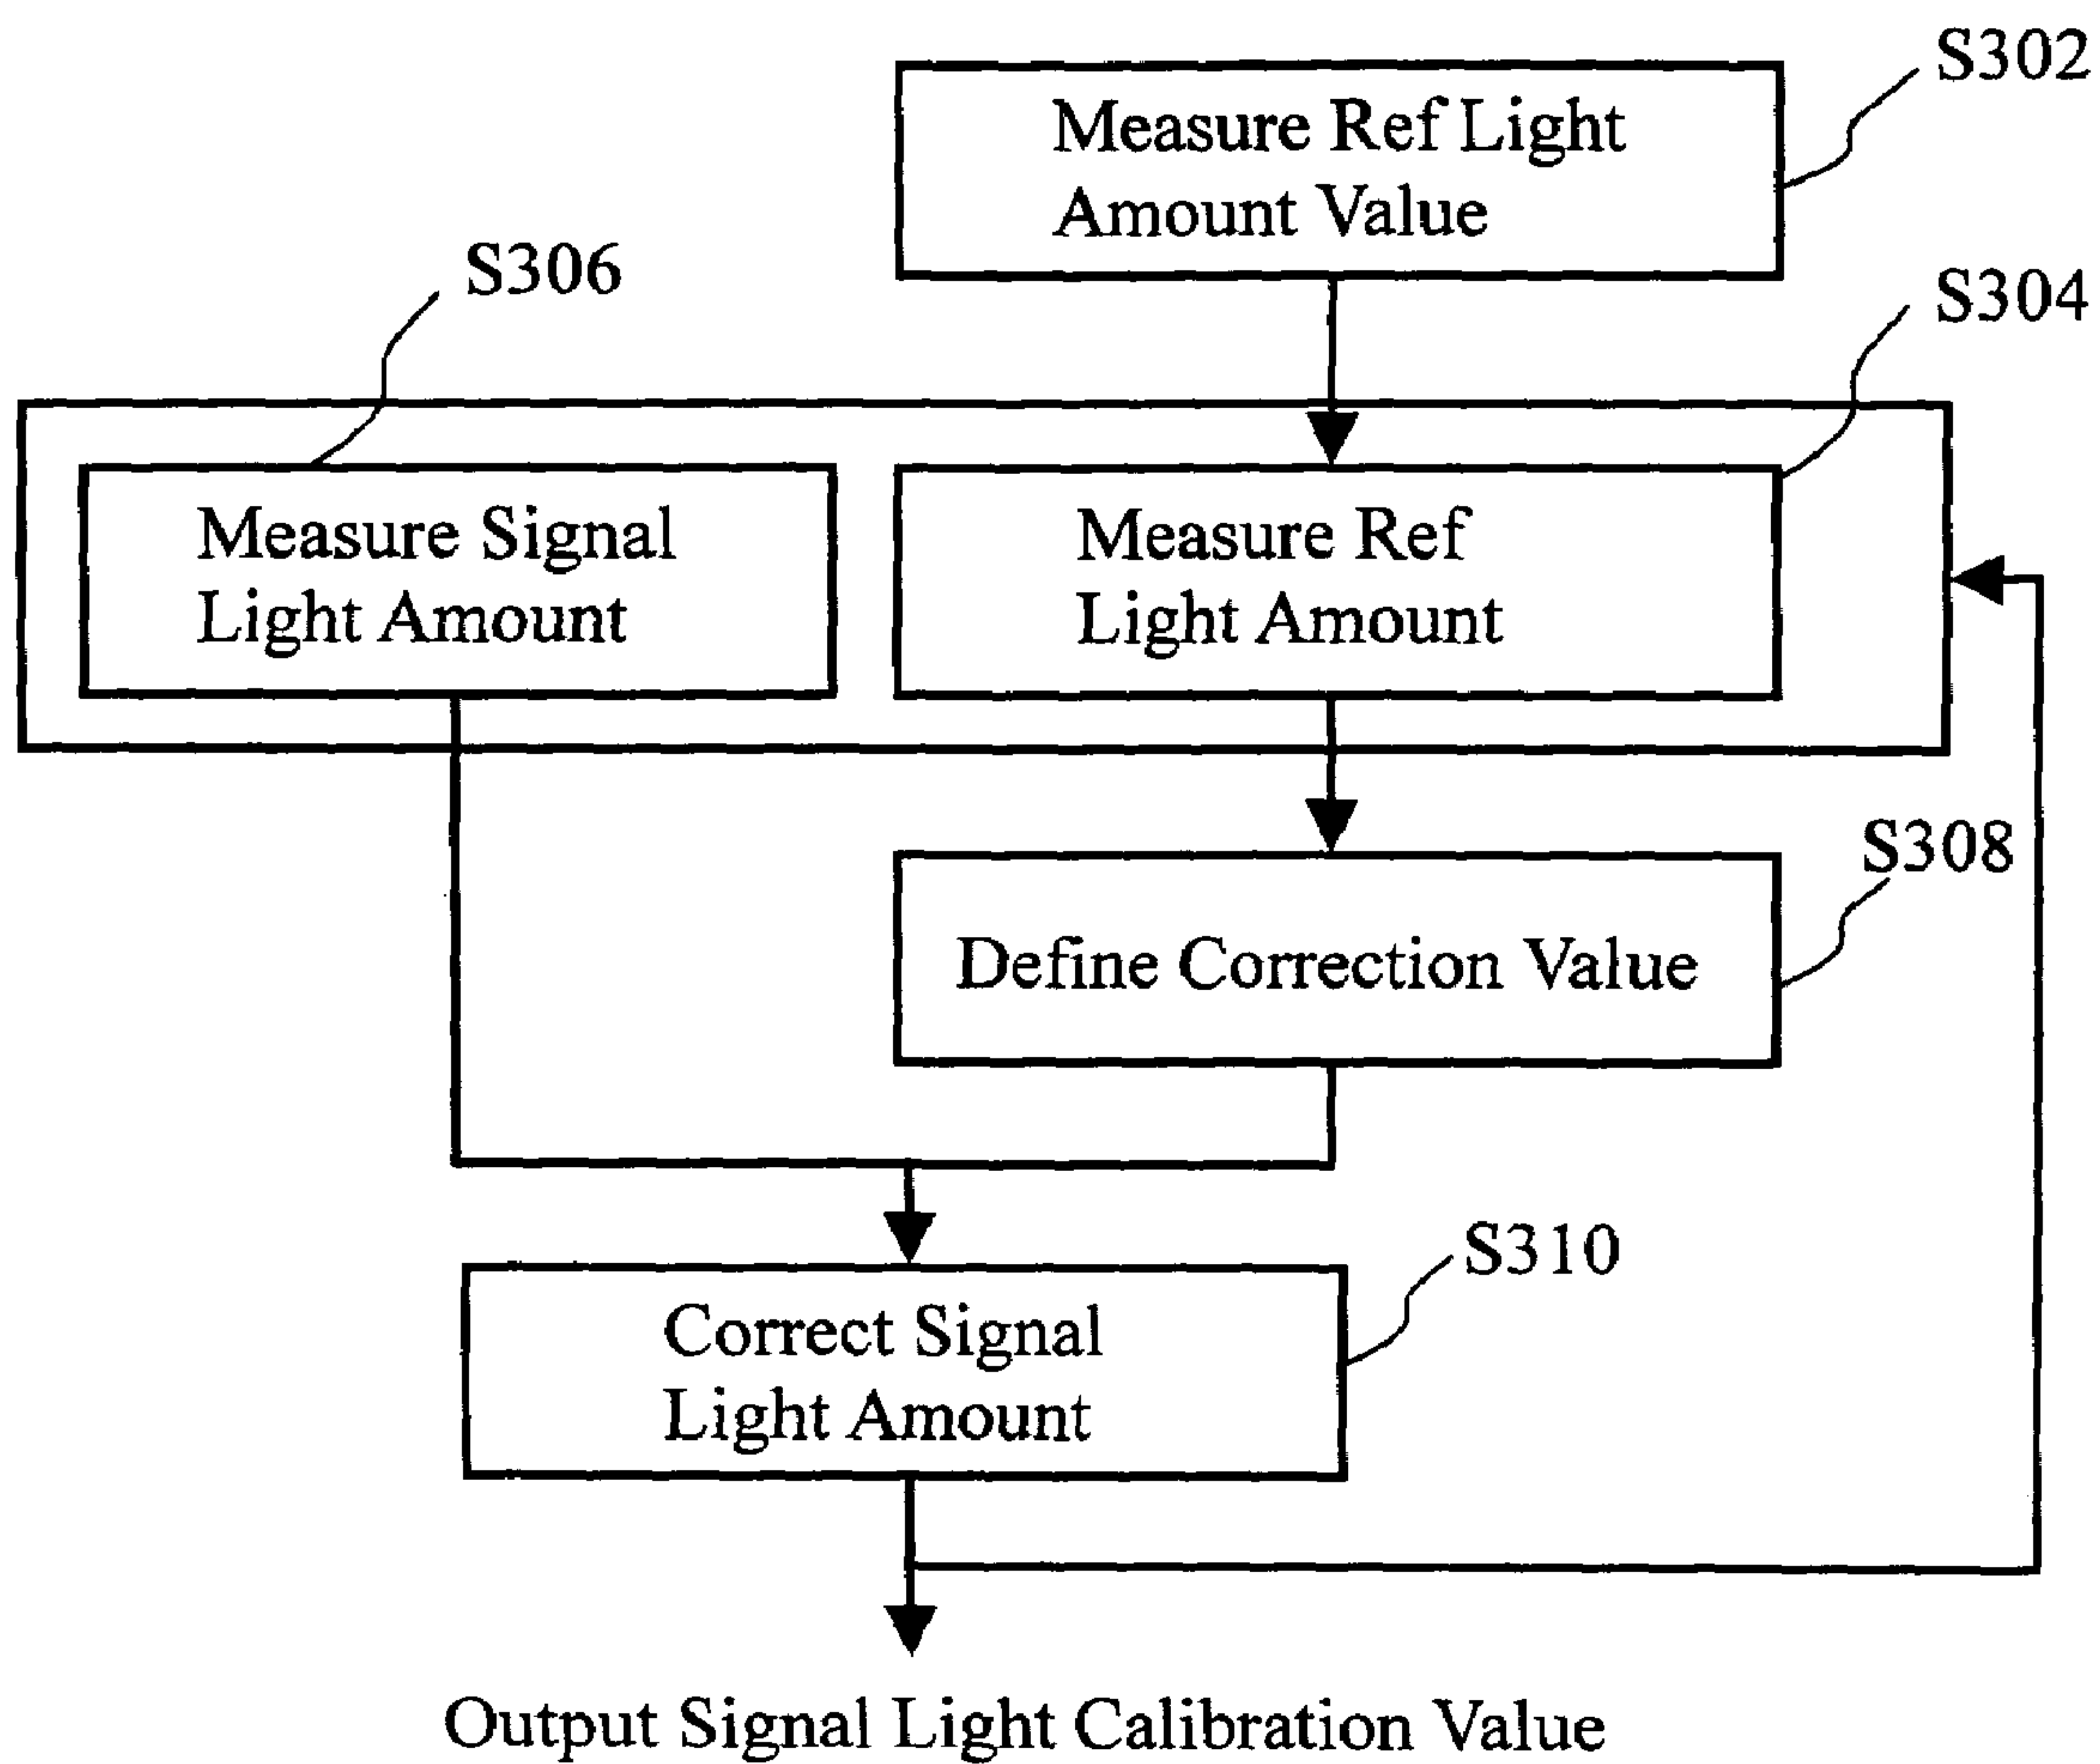 S302
Measure Ref Light
Amount Value
S306
S304
Measure Signal
Light Amount
Measure Ref
Light Amount
S308
Define Correction Value
S310
Correct Signal
Light Amount
Output Signal Light Calibration Value